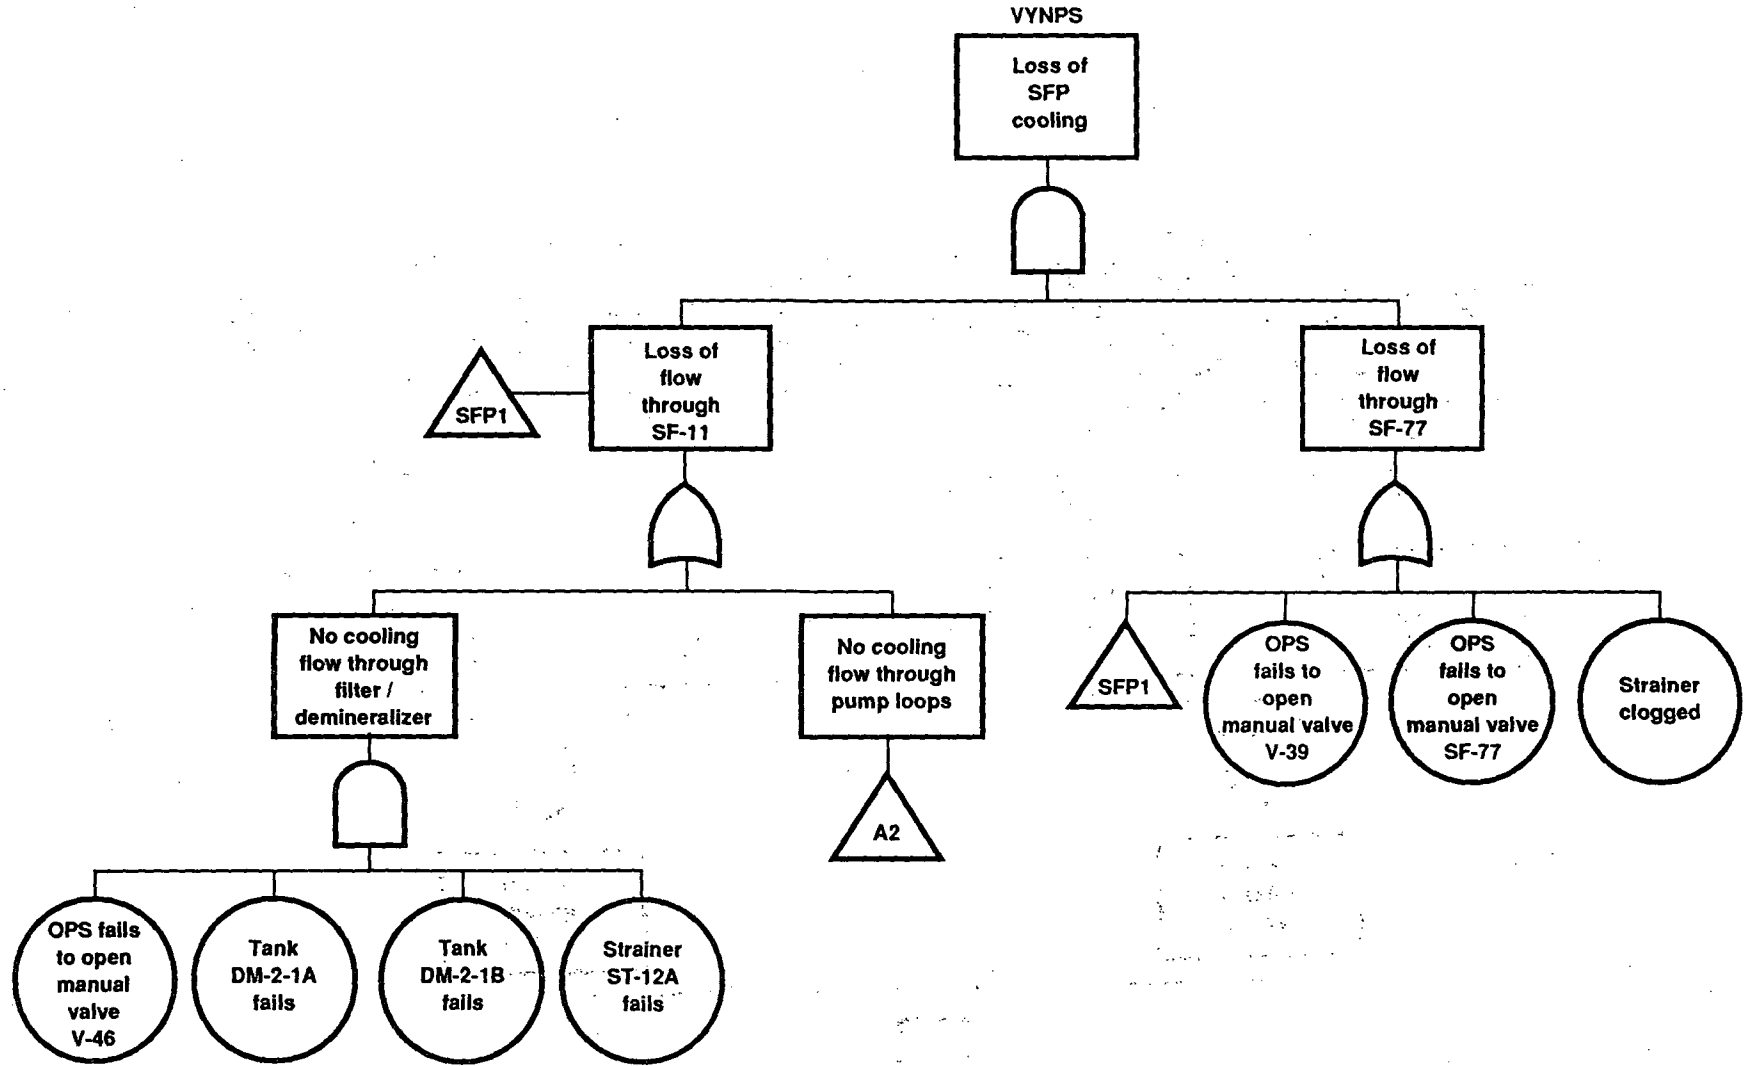 VYNPS
Loss of
SFP
cooling
SFP1
Loss of
flow
through
SF-11
Loss of
flow
through
SF-77
No cooling
flow through
filter /
demineralizer
No cooling
flow through
pump loops
A2
SFP1
OPS
fails to
open
manual valve
V-39
OPS
fails to
open
manual valve
SF-77
Strainer
clogged
OPS fails
to open
manual
valve
V-46
Tank
DM-2-1A
fails
Tank
DM-2-1B
fails
Strainer
ST-12A
fails